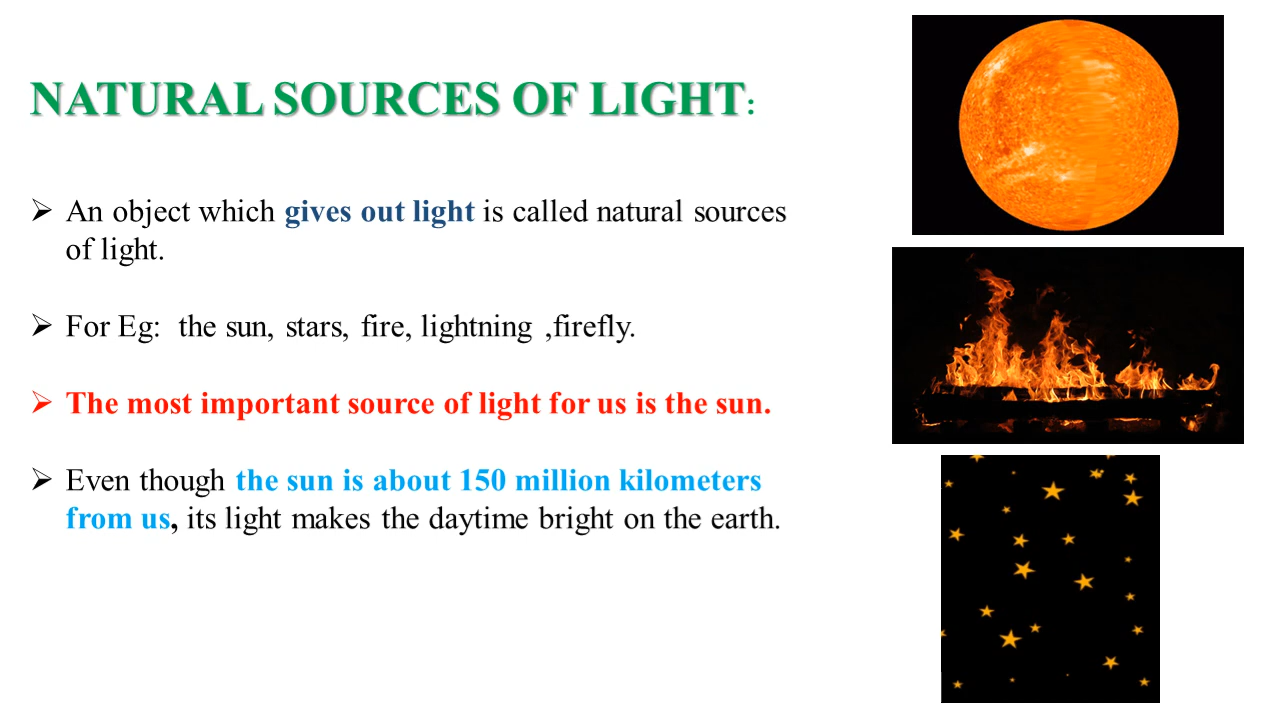 NATURAL SOURCES OF LIGHT:
➢ An object which gives out light is called natural sources
of light.
➢ For Eg: the sun, stars, fire, lightning ,firefly.
➢ The most important source of light for us is the sun.
➢ Even though the sun is about 150 million kilometers
from us, its light makes the daytime bright on the earth.